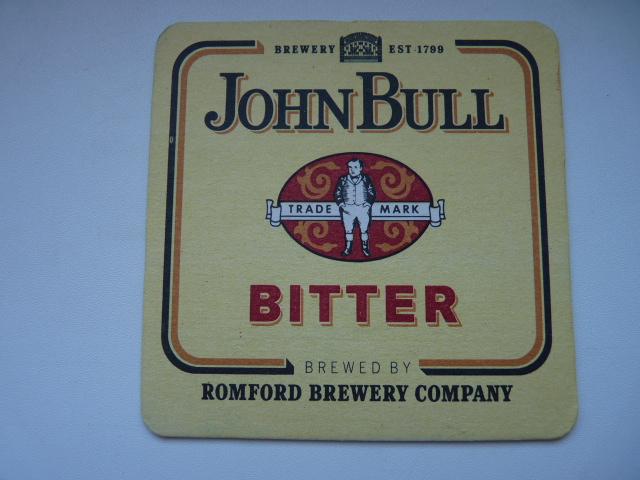 BREWERY EST·1799
JOHN BULL
TRADE MARK
BITTER
BREWED BY
ROMFORD BREWERY COMPANY